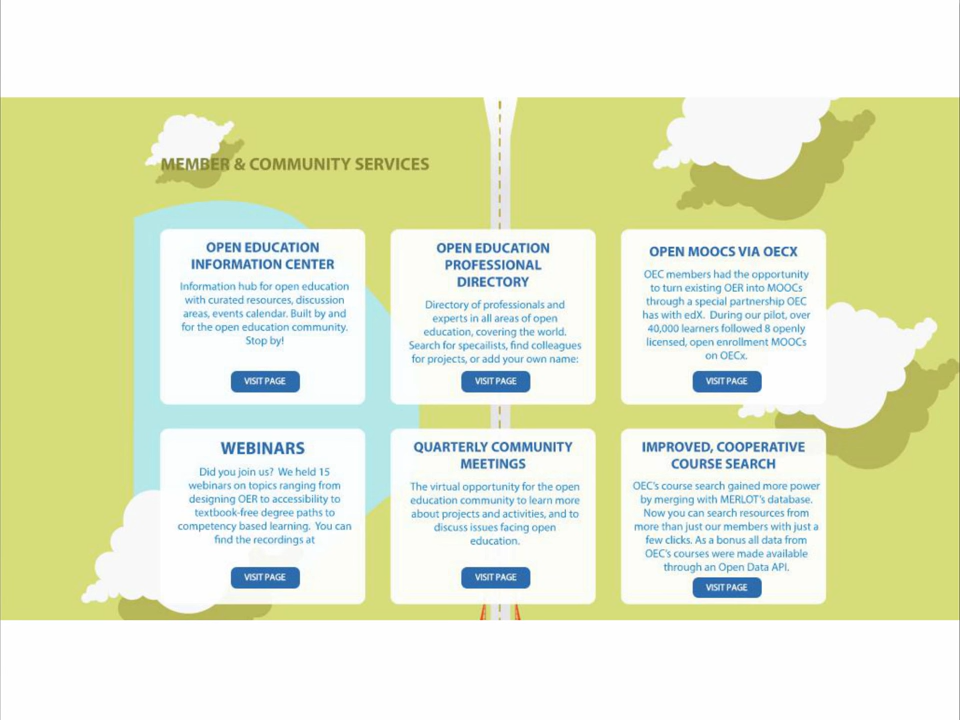 MEMBER & COMMUNITY SERVICES
OPEN EDUCATION
INFORMATION CENTER
Information hub for open education
with curated resources, discussion
areas, events calendar. Built by and
for the open education community.
Stop by!
VISIT PAGE
OPEN EDUCATION
PROFESSIONAL
DIRECTORY
Directory of professionals and
experts in all areas of open
education, covering the world.
Search for specailists, find colleagues
for projects, or add your own name:
VISIT PAGE
OPEN MOOCS VIA OECX
OEC members had the opportunity
to turn existing OER into MOOCs
through a special partnership OEC
has with edX. During our pilot, over
40,000 learners followed 8 openly
licensed, open enrollment MOOCs
on OECx.
VISIT PAGE
WEBINARS
Did you join us? We held 15
webinars on topics ranging from
designing OER to accessibility to
textbook-free degree paths to
competency based learning. You can
find the recordings at
VISIT PAGE
QUARTERLY COMMUNITY
MEETINGS
The virtual opportunity for the open
education community to learn more
about projects and activities, and to
discuss issues facing open
education.
VISIT PAGE
IMPROVED, COOPERATIVE
COURSE SEARCH
OEC's course search gained more power
by merging with MERLOT's database.
Now you can search resources from
more than just our members with just a
few clicks. As a bonus all data from
OEC's courses were made available
through an Open Data API.
VISIT PAGE